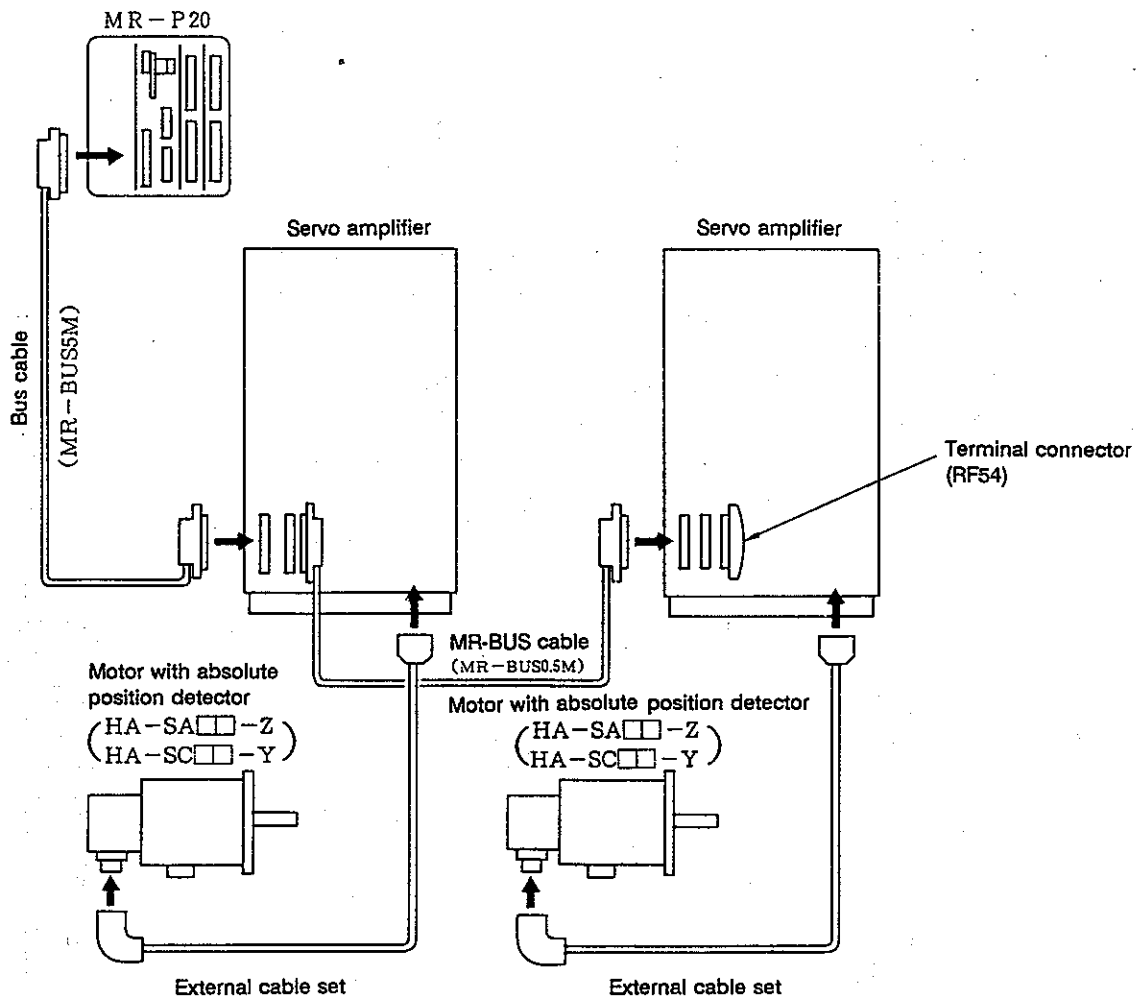 MR-P20
Servo amplifier
Servo amplifier
Bus cable
(MR-BUS5M)
Terminal connector
(RF54)
MR-BUS cable
(MR-BUS0.5M)
Motor with absolute
position detector
(HA-SA□□-Z
HA-SC□□-Y)
Motor with absolute position detector
(HA-SA□□-Z
HA-SC□□-Y)
External cable set
External cable set